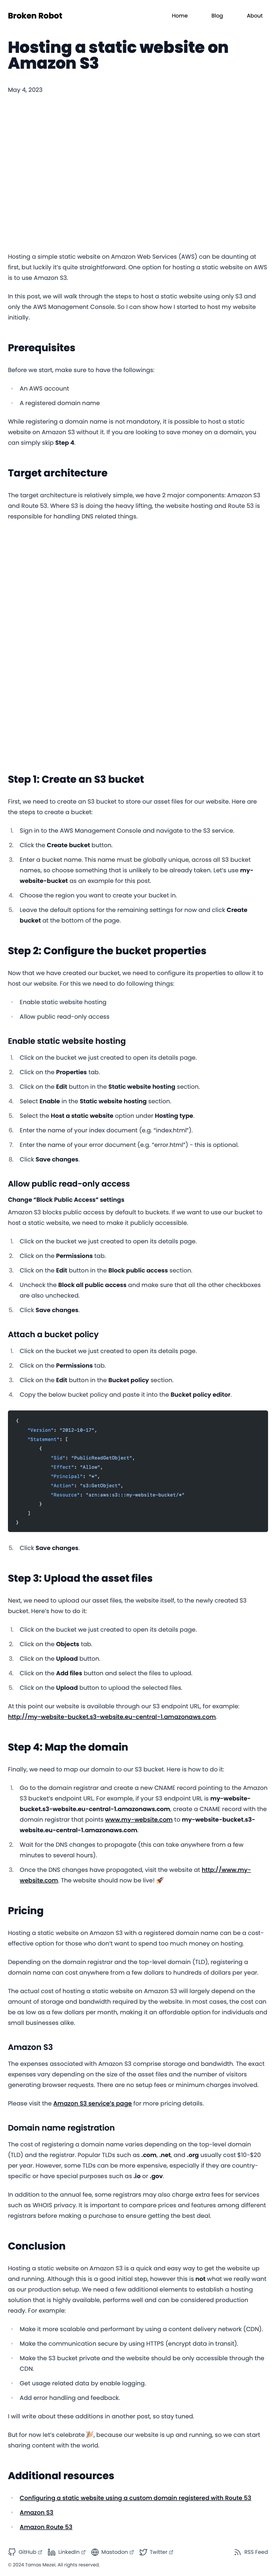 Broken Robot
Home Blog About
Hosting a static website on
Amazon S3
May 4, 2023
Hosting a simple static website on Amazon Web Services (AWS) can be daunting at
first, but luckily it's quite straightforward. One option for hosting a static website on AWS
is to use Amazon S3.
In this post, we will walk through the steps to host a static website using only S3 and
only the AWS Management Console. So I can show how I started to host my website
initially.
Prerequisites
Before we start, make sure to have the followings:
- An AWS account
- A registered domain name
While registering a domain name is not mandatory, it is possible to host a static
website on Amazon S3 without it. If you are looking to save money on a domain, you
can simply skip Step 4.
Target architecture
The target architecture is relatively simple, we have 2 major components: Amazon S3
and Route 53. Where S3 is doing the heavy lifting, the website hosting and Route 53 is
responsible for handling DNS related things.
Step 1: Create an S3 bucket
First, we need to create an S3 bucket to store our asset files for our website. Here are
the steps to create a bucket:
1. Sign in to the AWS Management Console and navigate to the S3 service.
2. Click the Create bucket button.
3. Enter a bucket name. This name must be globally unique, across all S3 bucket
names, so choose something that is unlikely to be already taken. Let's use my-
website-bucket as an example for this post.
4. Choose the region you want to create your bucket in.
5. Leave the default options for the remaining settings for now and click Create
bucket at the bottom of the page.
Step 2: Configure the bucket properties
Now that we have created our bucket, we need to configure its properties to allow it to
host our website. For this we need to do following things:
- Enable static website hosting
- Allow public read-only access
Enable static website hosting
1. Click on the bucket we just created to open its details page.
2. Click on the Properties tab.
3. Click on the Edit button in the Static website hosting section.
4. Select Enable in the Static website hosting section.
5. Select the Host a static website option under Hosting type.
6. Enter the name of your index document (e.g. "index.html").
7. Enter the name of your error document (e.g. "error.html") - this is optional.
8. Click Save changes.
Allow public read-only access
Change "Block Public Access" settings
Amazon S3 blocks public access by default to buckets. If we want to use our bucket to
host a static website, we need to make it publicly accessible.
1. Click on the bucket we just created to open its details page.
2. Click on the Permissions tab.
3. Click on the Edit button in the Block public access section.
4. Uncheck the Block all public access and make sure that all the other checkboxes
are also unchecked.
5. Click Save changes.
Attach a bucket policy
1. Click on the bucket we just created to open its details page.
2. Click on the Permissions tab.
3. Click on the Edit button in the Bucket policy section.
4. Copy the below bucket policy and paste it into the Bucket policy editor.
{
"Version": "2012-10-17",
"Statement": [
{
"Sid": "PublicReadGetObject",
"Effect": "Allow",
"Principal": "*",
"Action": "s3:GetObject",
"Resource": "arn:aws:s3:::my-website-bucket/*"
}
]
}
5. Click Save changes.
Step 3: Upload the asset files
Next, we need to upload our asset files, the website itself, to the newly created S3
bucket. Here's how to do it:
1. Click on the bucket we just created to open its details page.
2. Click on the Objects tab.
3. Click on the Upload button.
4. Click on the Add files button and select the files to upload.
5. Click on the Upload button to upload the selected files.
At this point our website is available through our S3 endpoint URL, for example:
http://my-website-bucket.s3-website.eu-central-1.amazonaws.com.
Step 4: Map the domain
Finally, we need to map our domain to our S3 bucket. Here is how to do it:
1. Go to the domain registrar and create a new CNAME record pointing to the Amazon
S3 bucket's endpoint URL. For example, if your S3 endpoint URL is my-website-
bucket.s3-website.eu-central-1.amazonaws.com, create a CNAME record with the
domain registrar that points www.my-website.com to my-website-bucket.s3-
website.eu-central-1.amazonaws.com.
2. Wait for the DNS changes to propagate (this can take anywhere from a few
minutes to several hours).
3. Once the DNS changes have propagated, visit the website at http://www.my-
website.com. The website should now be live! 🚀
Pricing
Hosting a static website on Amazon S3 with a registered domain name can be a cost-
effective option for those who don't want to spend too much money on hosting.
Depending on the domain registrar and the top-level domain (TLD), registering a
domain name can cost anywhere from a few dollars to hundreds of dollars per year.
The actual cost of hosting a static website on Amazon S3 will largely depend on the
amount of storage and bandwidth required by the website. In most cases, the cost can
be as low as a few dollars per month, making it an affordable option for individuals and
small businesses alike.
Amazon S3
The expenses associated with Amazon S3 comprise storage and bandwidth. The exact
expenses vary depending on the size of the asset files and the number of visitors
generating browser requests. There are no setup fees or minimum charges involved.
Please visit the Amazon S3 service's page for more pricing details.
Domain name registration
The cost of registering a domain name varies depending on the top-level domain
(TLD) and the registrar. Popular TLDs such as .com, .net, and .org usually cost $10-$20
per year. However, some TLDs can be more expensive, especially if they are country-
specific or have special purposes such as .io or .gov.
In addition to the annual fee, some registrars may also charge extra fees for services
such as WHOIS privacy. It is important to compare prices and features among different
registrars before making a purchase to ensure getting the best deal.
Conclusion
Hosting a static website on Amazon S3 is a quick and easy way to get the website up
and running. Although this is a good initial step, however this is not what we really want
as our production setup. We need a few additional elements to establish a hosting
solution that is highly available, performs well and can be considered production
ready. For example:
- Make it more scalable and performant by using a content delivery network (CDN).
- Make the communication secure by using HTTPS (encrypt data in transit).
- Make the S3 bucket private and the website should be only accessible through the
CDN.
- Get usage related data by enable logging.
- Add error handling and feedback.
I will write about these additions in another post, so stay tuned.
But for now let's celebrate 🎉, because our website is up and running, so we can start
sharing content with the world.
Additional resources
- Configuring a static website using a custom domain registered with Route 53
- Amazon S3
- Amazon Route 53
GitHub LinkedIn Mastodon Twitter RSS Feed
© 2024 Tamas Mezei. All rights reserved.